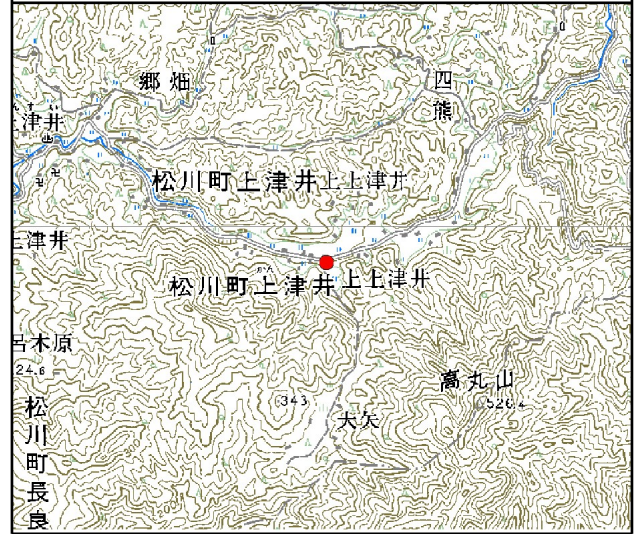 郷畑
四熊
津井
松川町上津井
上上津井
上津井
松川町上津井
上上津井
呂木原
24.6
高丸山
526.4
343
大矢
松川町長良